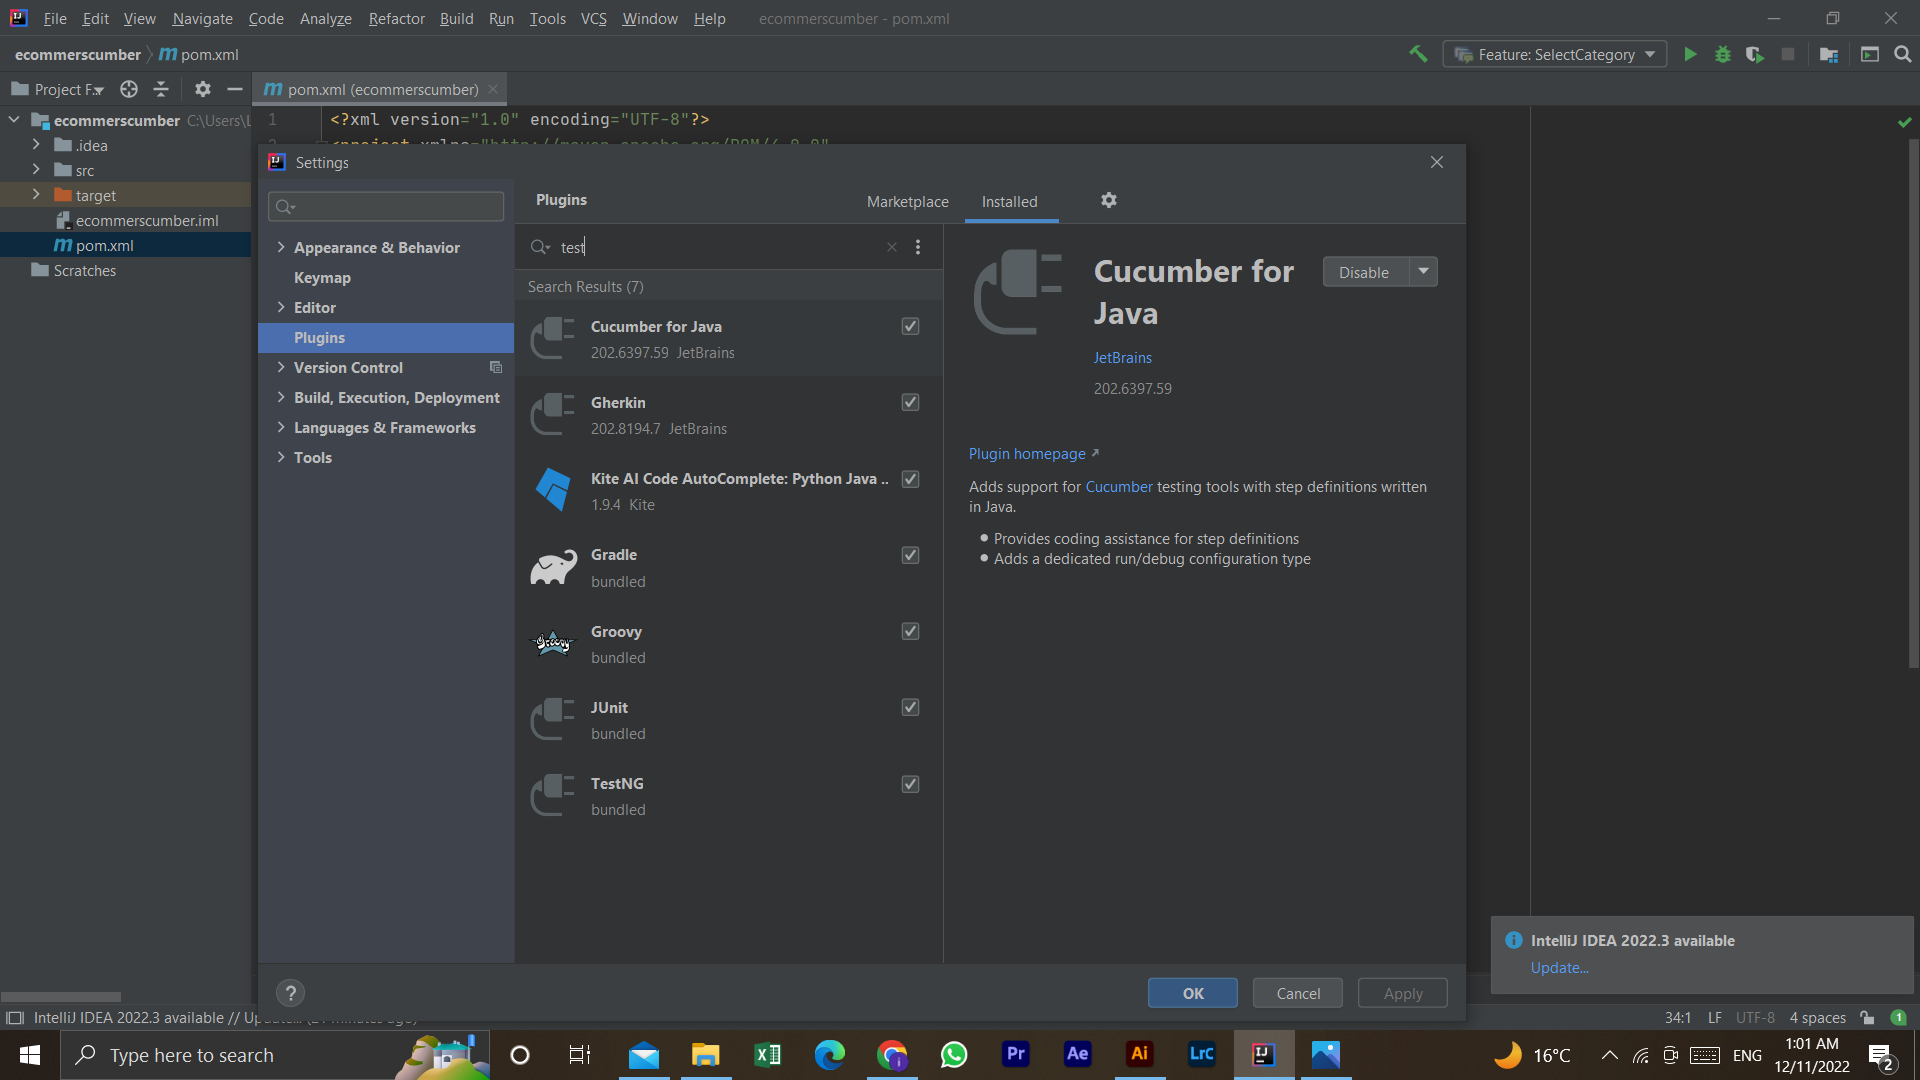 File Edit View Navigate Code Analyze Refactor Build Run Tools VCS Window Help ecommerscumber - pom.xml
ecommerscumber m pom.xml
Feature: SelectCategory
Project F..
m pom.xml (ecommerscumber)
ecommerscumber C:\Users\L
.idea
src
target
ecommerscumber.iml
m pom.xml
Scratches
1 <?xml version="1.0" encoding="UTF-8"?>
Settings
Plugins
Marketplace
Installed
Appearance & Behavior
Keymap
Editor
Plugins
Version Control
Build, Execution, Deployment
Languages & Frameworks
Tools
test
Search Results (7)
Cucumber for Java
202.6397.59 JetBrains
Gherkin
202.8194.7 JetBrains
Kite AI Code AutoComplete: Python Java ..
1.9.4 Kite
Gradle
bundled
Groovy
bundled
JUnit
bundled
TestNG
bundled
Cucumber for
Java
Disable
JetBrains
202.6397.59
Plugin homepage ↗
Adds support for Cucumber testing tools with step definitions written
in Java.
● Provides coding assistance for step definitions
● Adds a dedicated run/debug configuration type
?
OK
Cancel
Apply
IntelliJ IDEA 2022.3 available
Update...
IntelliJ IDEA 2022.3 available //
34:1 LF UTF-8 4 spaces 1
Type here to search
Pr
Ae
Ai
LrC
IJ
16°C
ENG
1:01 AM
12/11/2022
2